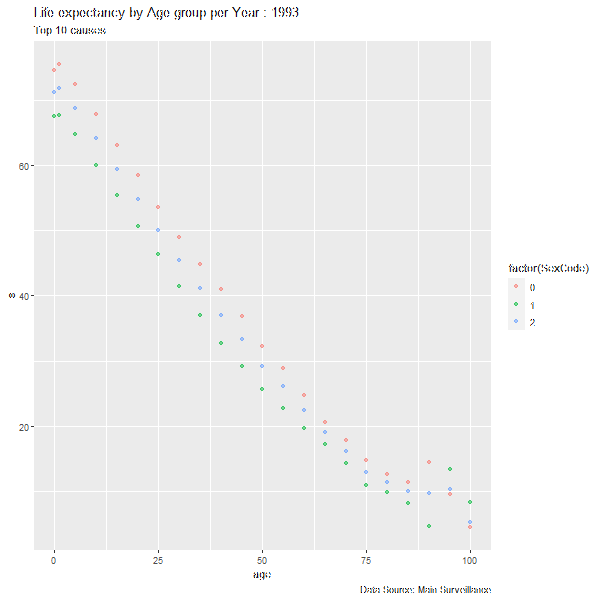 Life expectancy by Age group per Year : 1993
Top 10 causes
60
40
20
e
0
25
50
75
100
age
factor(SexCode)
0
1
2
Data Source: Main Surveillance